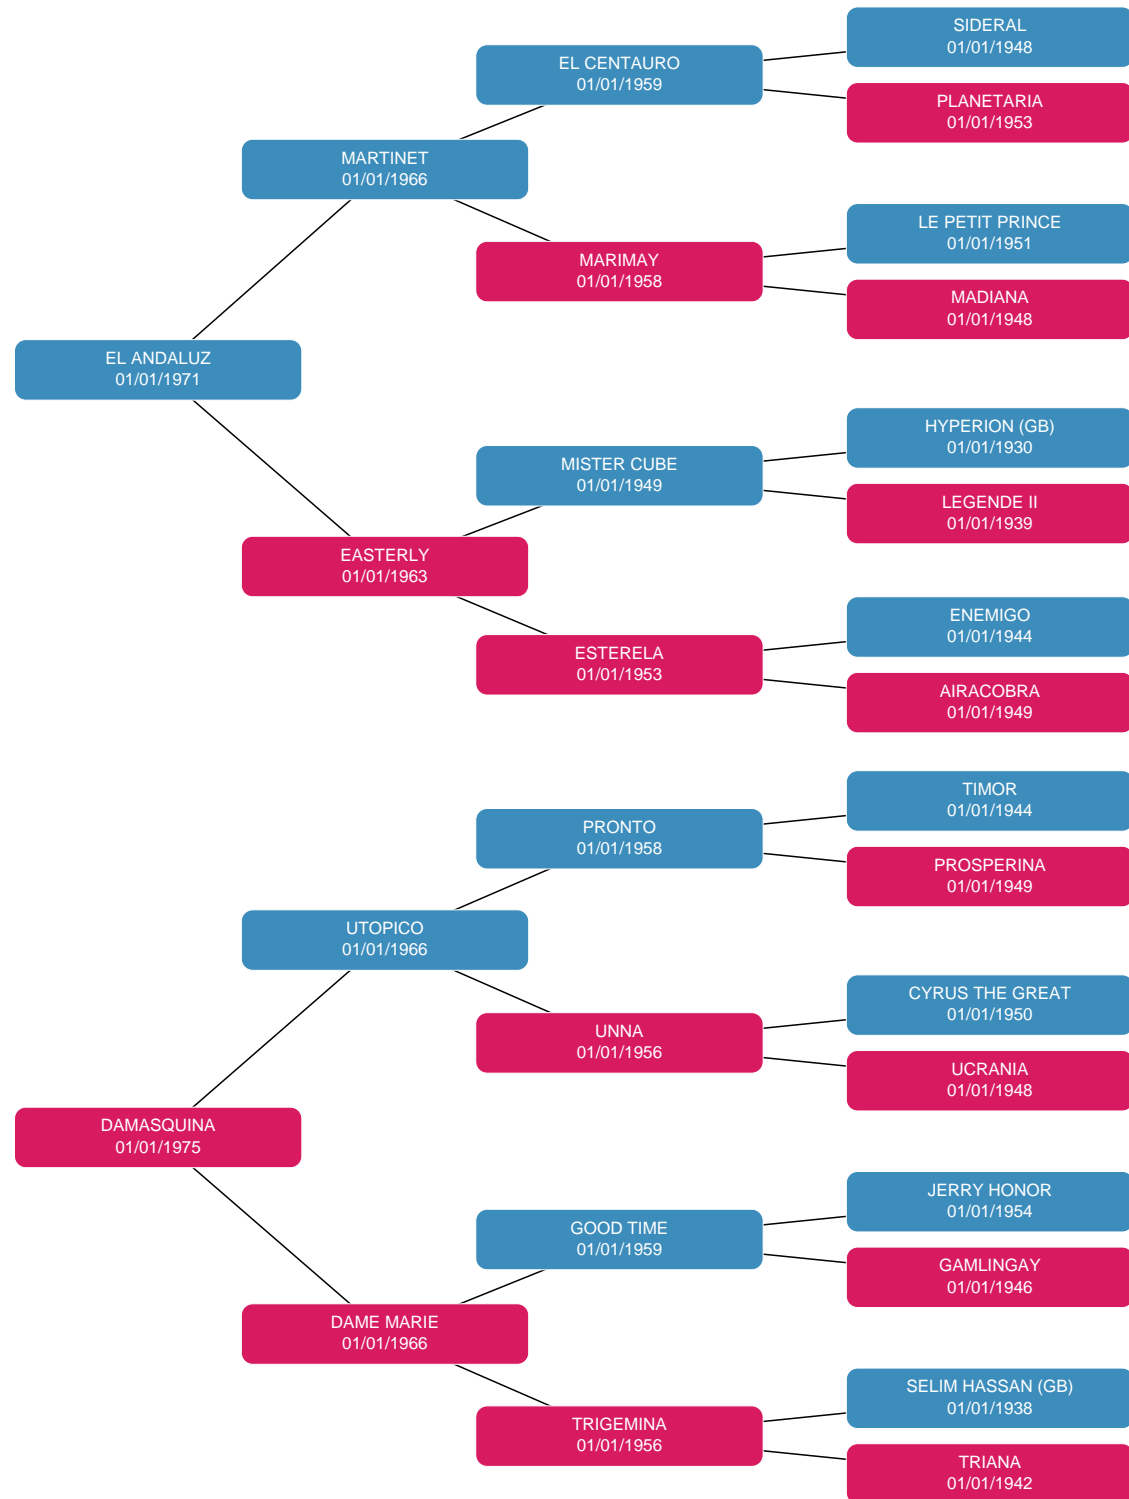 SIDERAL
01/01/1948
EL CENTAURO
01/01/1959
PLANETARIA
01/01/1953
MARTINET
01/01/1966
LE PETIT PRINCE
01/01/1951
MARIMAY
01/01/1958
MADIANA
01/01/1948
EL ANDALUZ
01/01/1971
HYPERION (GB)
01/01/1930
MISTER CUBE
01/01/1949
LEGENDE II
01/01/1939
EASTERLY
01/01/1963
ENEMIGO
01/01/1944
ESTERELA
01/01/1953
AIRACOBRA
01/01/1949
TIMOR
01/01/1944
PRONTO
01/01/1958
PROSPERINA
01/01/1949
UTOPICO
01/01/1966
CYRUS THE GREAT
01/01/1950
UNNA
01/01/1956
UCRANIA
01/01/1948
DAMASQUINA
01/01/1975
JERRY HONOR
01/01/1954
GOOD TIME
01/01/1959
GAMLINGAY
01/01/1946
DAME MARIE
01/01/1966
SELIM HASSAN (GB)
01/01/1938
TRIGEMINA
01/01/1956
TRIANA
01/01/1942